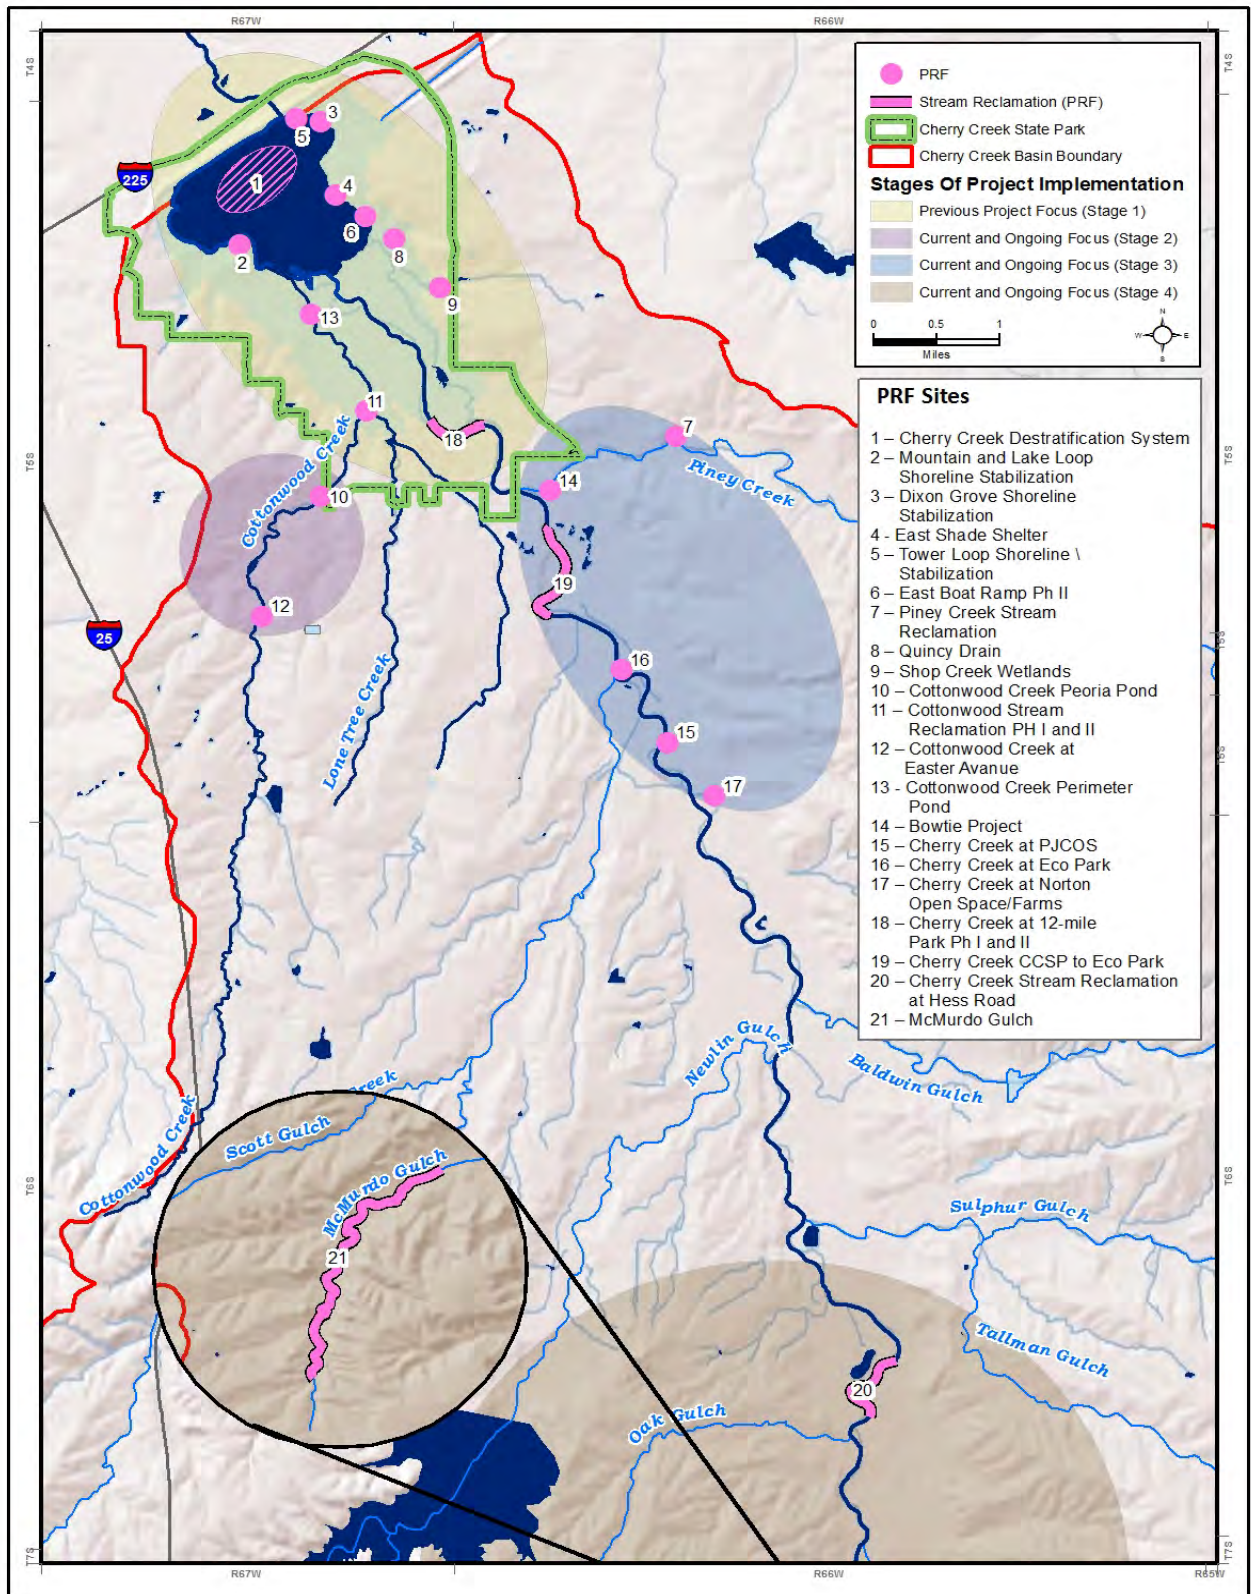 R67W
R66W
T4S
T4S
PRF
Stream Reclamation (PRF)
Cherry Creek State Park
Cherry Creek Basin Boundary
Stages Of Project Implementation
Previous Project Focus (Stage 1)
Current and Ongoing Focus (Stage 2)
Current and Ongoing Focus (Stage 3)
Current and Ongoing Focus (Stage 4)
0 0.5 1
Miles
N
W E
S
PRF Sites
1 – Cherry Creek Destratification System
2 – Mountain and Lake Loop
Shoreline Stabilization
3 – Dixon Grove Shoreline
Stabilization
4 - East Shade Shelter
5 – Tower Loop Shoreline \
Stabilization
6 – East Boat Ramp Ph II
7 – Piney Creek Stream
Reclamation
8 – Quincy Drain
9 – Shop Creek Wetlands
10 – Cottonwood Creek Peoria Pond
11 – Cottonwood Stream
Reclamation PH I and II
12 – Cottonwood Creek at
Easter Avanue
13 - Cottonwood Creek Perimeter
Pond
14 – Bowtie Project
15 – Cherry Creek at PJCOS
16 – Cherry Creek at Eco Park
17 – Cherry Creek at Norton
Open Space/Farms
18 – Cherry Creek at 12-mile
Park Ph I and II
19 – Cherry Creek CCSP to Eco Park
20 – Cherry Creek Stream Reclamation
at Hess Road
21 – McMurdo Gulch
3
5
225
1
4
6
8
2
9
13
11
18
7
Cottonwood Creek
T5S
T5S
Piney Creek
14
10
19
12
25
16
Lone Tree Creek
15
17
Newlin Gulch
Baldwin Gulch
Creek
Scott Gulch
Cottonwood Creek
McMurdo Gulch
T6S
T6S
Sulphur Gulch
21
Tallman Gulch
20
Oak Gulch
T7S
T7S
R67W
R66W
R65W